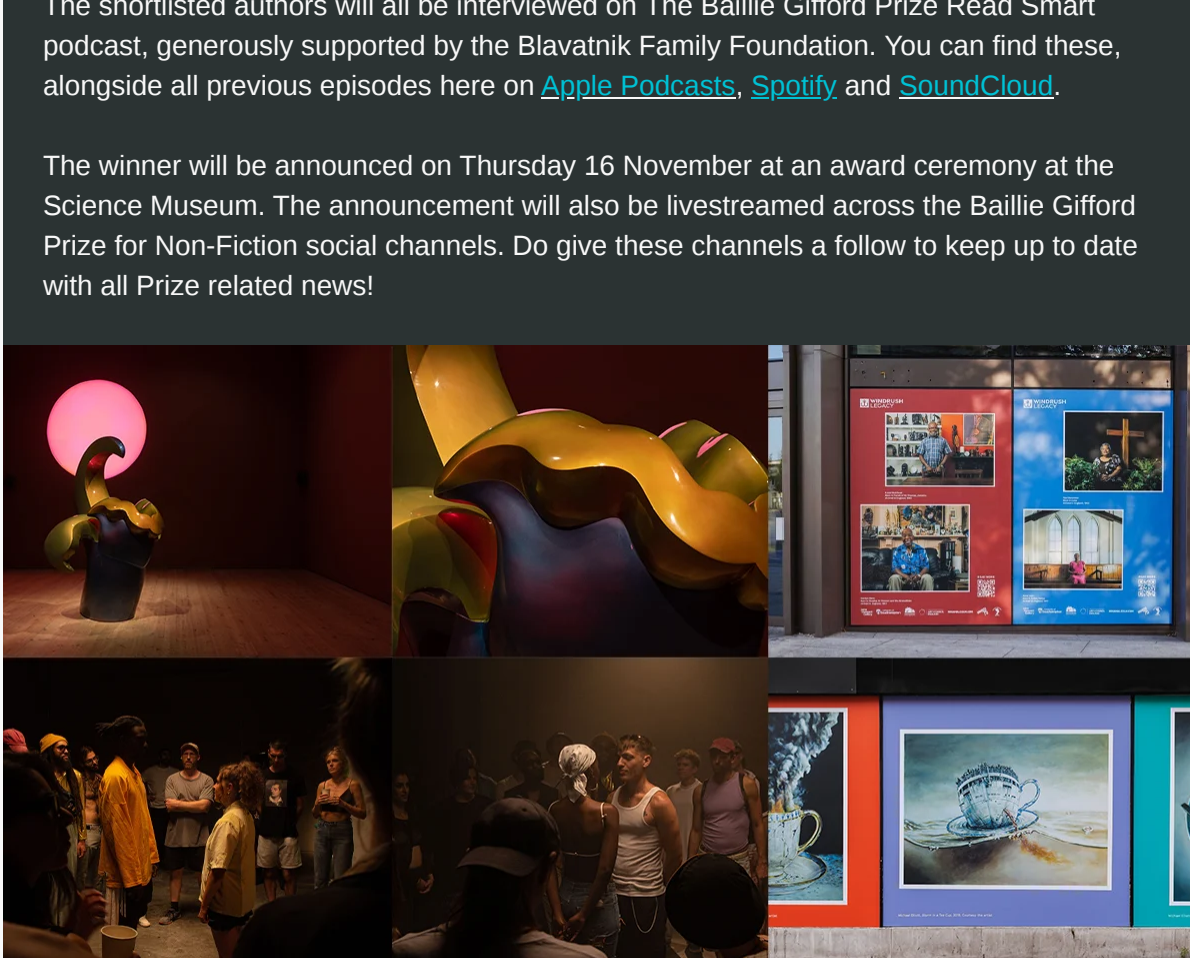 The shortlisted authors will all be interviewed on The Baillie Gifford Prize Read Smart
podcast, generously supported by the Blavatnik Family Foundation. You can find these,
alongside all previous episodes here on Apple Podcasts, Spotify and SoundCloud.
The winner will be announced on Thursday 16 November at an award ceremony at the
Science Museum. The announcement will also be livestreamed across the Baillie Gifford
Prize for Non-Fiction social channels. Do give these channels a follow to keep up to date
with all Prize related news!
WINDRUSH
LEGACY
WINDRUSH
LEGACY